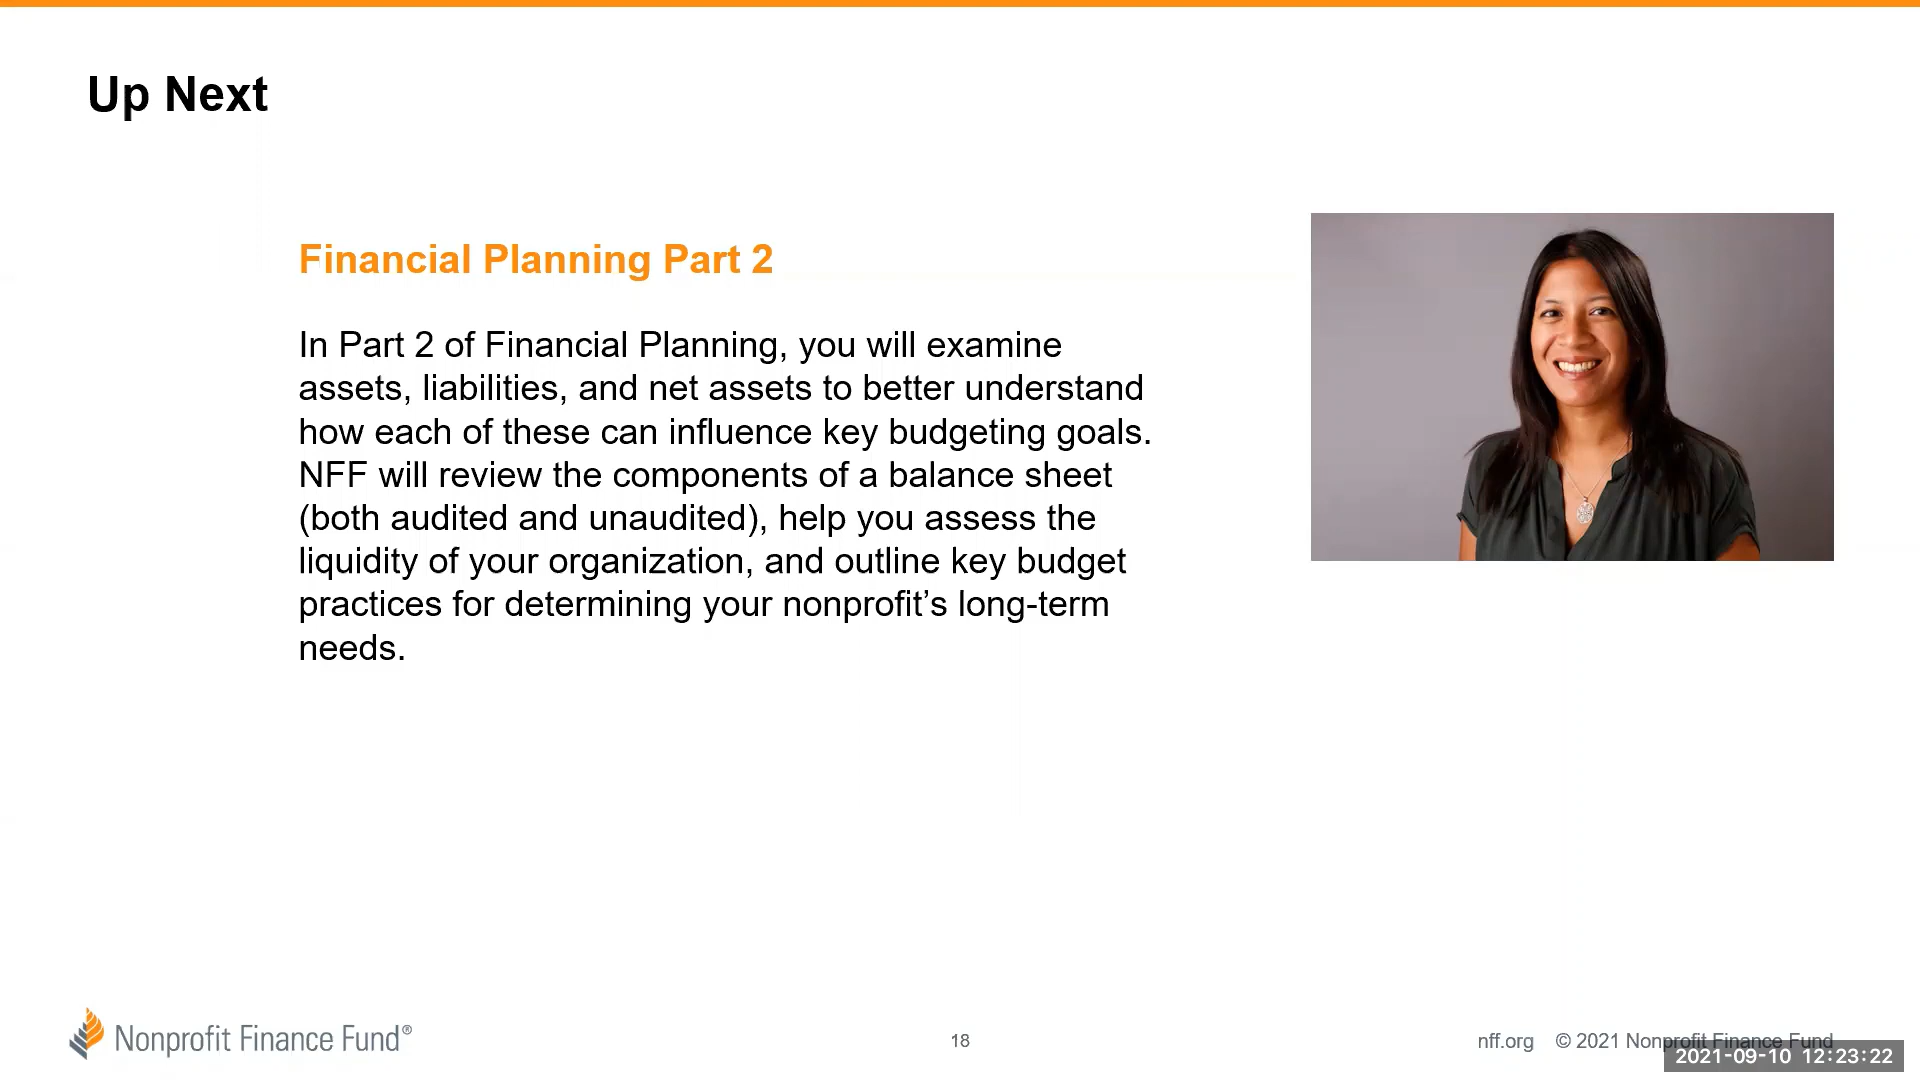 Up Next
Financial Planning Part 2
In Part 2 of Financial Planning, you will examine
assets, liabilities, and net assets to better understand
how each of these can influence key budgeting goals.
NFF will review the components of a balance sheet
(both audited and unaudited), help you assess the
liquidity of your organization, and outline key budget
practices for determining your nonprofit’s long-term
needs.
Nonprofit Finance Fund®
18
nff.org © 2021 Nonprofit Finance Fund
2021-09-10 12:23:22